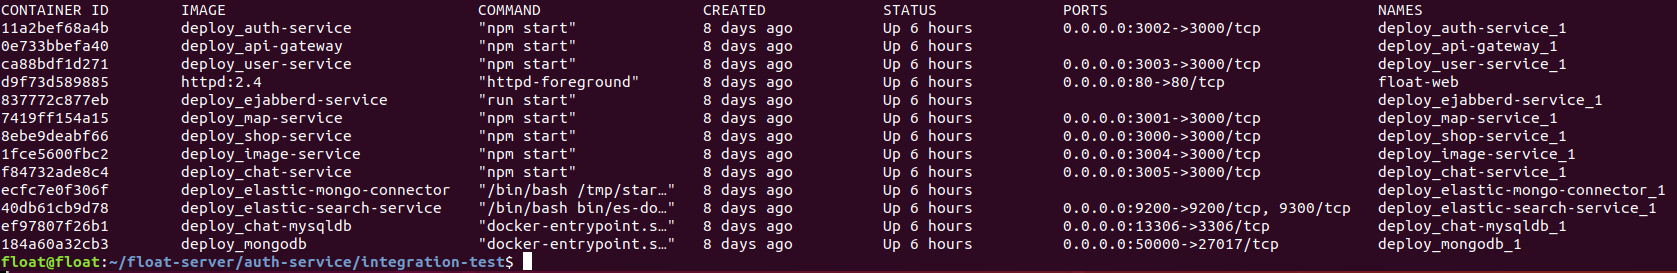 CONTAINER ID IMAGE COMMAND CREATED STATUS PORTS NAMES
11a2bef68a4b deploy_auth-service "npm start" 8 days ago Up 6 hours 0.0.0.0:3002->3000/tcp deploy_auth-service_1
0e733bbefa40 deploy_api-gateway "npm start" 8 days ago Up 6 hours deploy_api-gateway_1
ca88bdf1d271 deploy_user-service "npm start" 8 days ago Up 6 hours 0.0.0.0:3003->3000/tcp deploy_user-service_1
d9f73d589885 httpd:2.4 "httpd-foreground" 8 days ago Up 6 hours 0.0.0.0:80->80/tcp float-web
837772c877eb deploy_ejabberd-service "run start" 8 days ago Up 6 hours deploy_ejabberd-service_1
7419ff154a15 deploy_map-service "npm start" 8 days ago Up 6 hours 0.0.0.0:3001->3000/tcp deploy_map-service_1
8ebe9deabf66 deploy_shop-service "npm start" 8 days ago Up 6 hours 0.0.0.0:3000->3000/tcp deploy_shop-service_1
1fce5600fbc2 deploy_image-service "npm start" 8 days ago Up 6 hours 0.0.0.0:3004->3000/tcp deploy_image-service_1
f84732ade8c4 deploy_chat-service "npm start" 8 days ago Up 6 hours 0.0.0.0:3005->3000/tcp deploy_chat-service_1
ecfc7e0f306f deploy_elastic-mongo-connector "/bin/bash /tmp/star…" 8 days ago Up 6 hours deploy_elastic-mongo-connector_1
40db61cb9d78 deploy_elastic-search-service "/bin/bash bin/es-do…" 8 days ago Up 6 hours 0.0.0.0:9200->9200/tcp, 9300/tcp deploy_elastic-search-service_1
ef97807f26b1 deploy_chat-mysqldb "docker-entrypoint.s…" 8 days ago Up 6 hours 0.0.0.0:13306->3306/tcp deploy_chat-mysqldb_1
184a60a32cb3 deploy_mongodb "docker-entrypoint.s…" 8 days ago Up 6 hours 0.0.0.0:50000->27017/tcp deploy_mongodb_1
float@float:~/float-server/auth-service/integration-test$